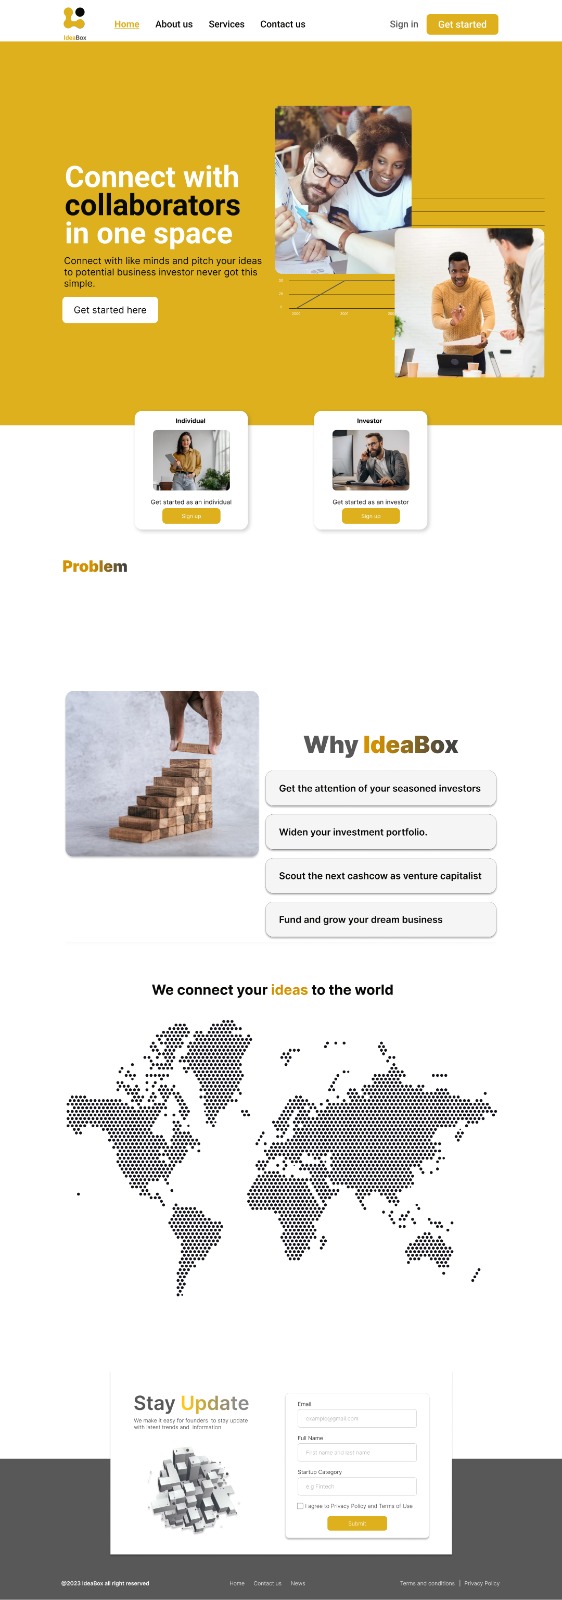 IdeaBox
Home
About us
Services
Contact us
Sign in
Get started
Connect with
collaborators
in one space
Connect with like minds and pitch your ideas
to potential business investor never got this
simple.
Get started here
Individual
Get started as an individual
Sign up
Investor
Get started as an investor
Sign up
Problem
Why IdeaBox
Get the attention of your seasoned investors
Widen your investment portfolio.
Scout the next cashcow as venture capitalist
Fund and grow your dream business
We connect your ideas to the world
Stay Update
We make it easy for founders to stay update
with latest trends and information
Email
example@gmail.com
Full Name
First name and last name
Startup Category
e.g Fintech
I agree to Privacy Policy and Terms of Use
Submit
@2023 IdeaBox all right reserved
Home
Contact us
News
Terms and conditions | Privacy Policy